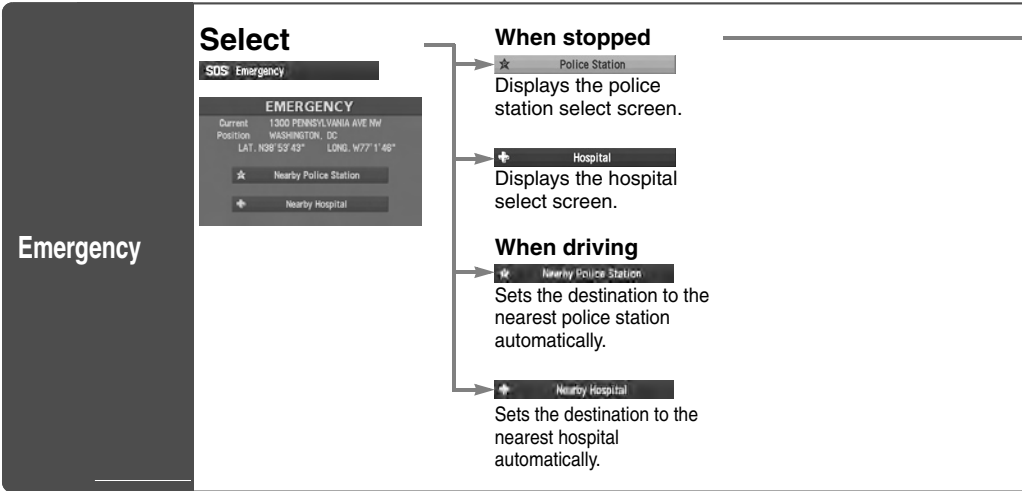 Emergency
Select
SOS Emergency
EMERGENCY
Current 1300 PENNSYLVANIA AVE NW
Position WASHINGTON, DC
LAT. N38°53'43" LONG. W77°1'46"
Nearby Police Station
Nearby Hospital
When stopped
Police Station
Displays the police
station select screen.
Hospital
Displays the hospital
select screen.
When driving
Nearby Police Station
Sets the destination to the
nearest police station
automatically.
Nearby Hospital
Sets the destination to the
nearest hospital
automatically.